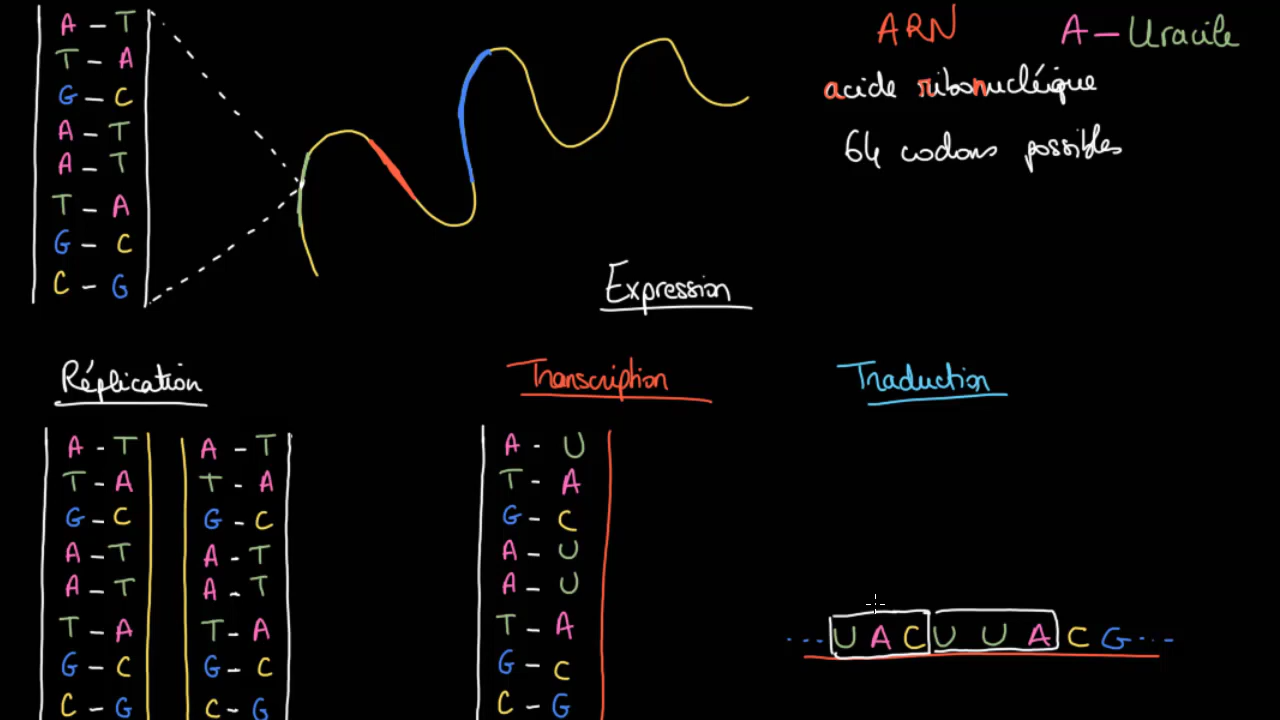 A – T
T – A
G – C
A – T
A – T
T – A
G – C
C – G
ARN
A – Uracile
acide ribonucléique
64 codons possibles
Expression
Réplication
A - T
T - A
G – C
A – T
A – T
T - A
G - C
C - G
A - T
T - A
G - C
A - T
A - T
T - A
G - C
C - G
Transcription
A - U
T - A
G - C
A - U
A - U
T - A
G - C
C - G
Traduction
... U A C U U A C G ...